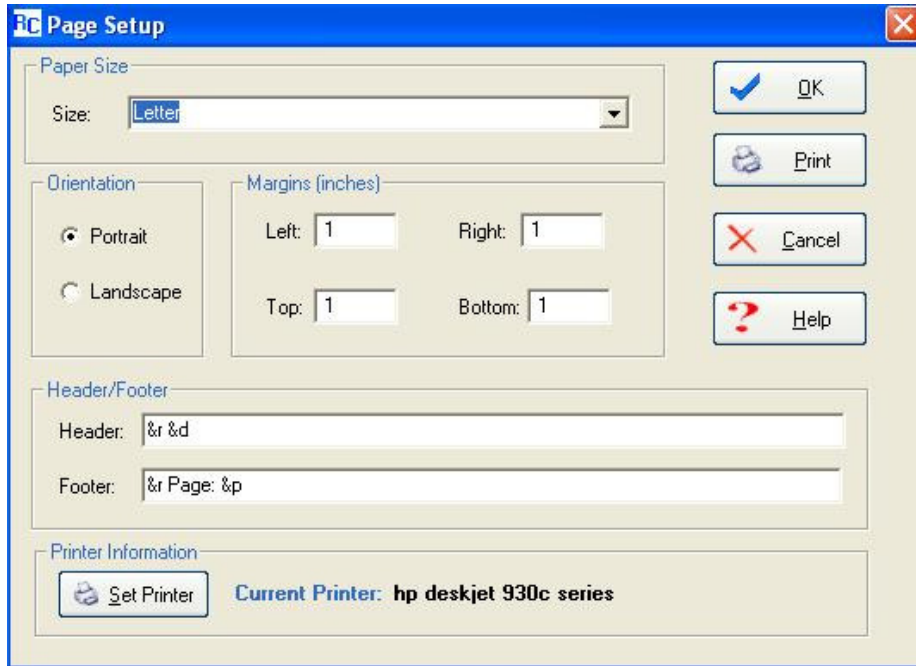 RC Page Setup
Paper Size
Size: Letter
OK
Print
Cancel
Help
Orientation
Portrait
Landscape
Margins (inches)
Left: 1 Right: 1
Top: 1 Bottom: 1
Header/Footer
Header: &r &d
Footer: &r Page: &p
Printer Information
Set Printer Current Printer: hp deskjet 930c series